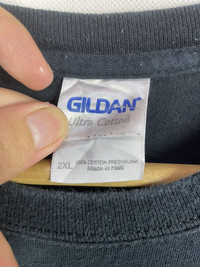 GILDAN
Ultra Cotton
2XL 100% COTTON PRESHRUNK
Made in Haiti